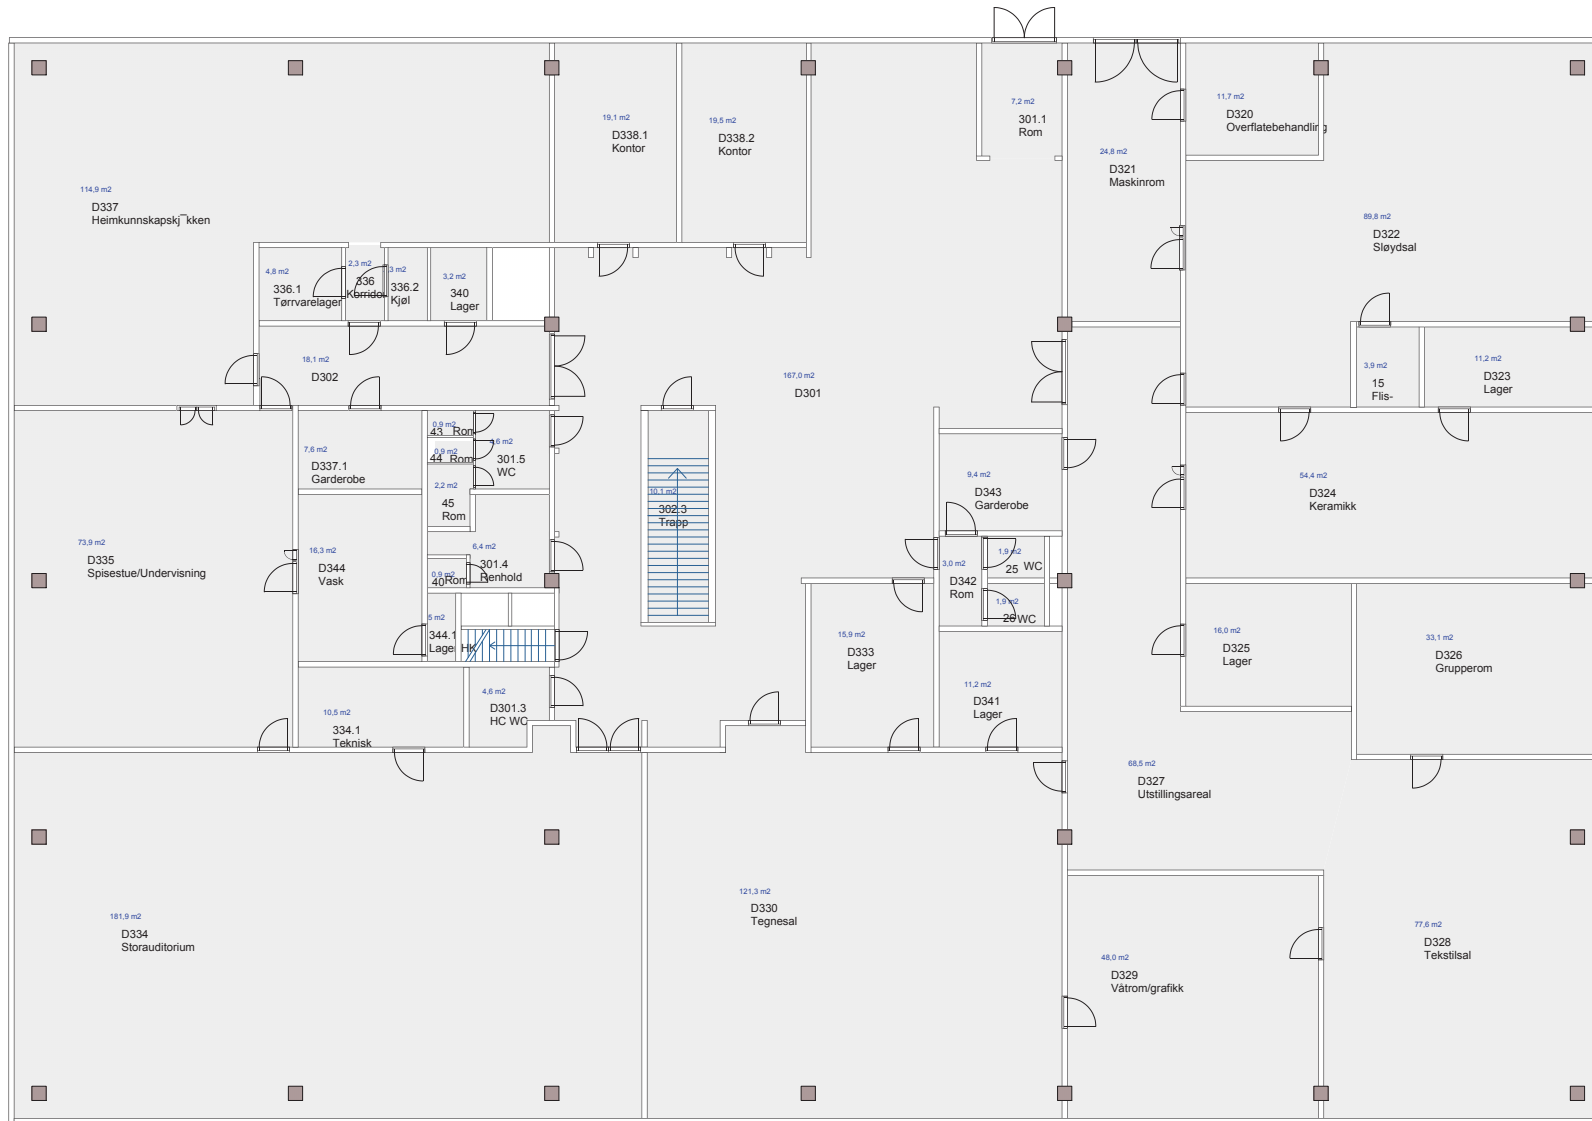 114,9 m2
D337
Heimkunnskapskj¯kken
19,1 m2
D338.1
Kontor
19,5 m2
D338.2
Kontor
7,2 m2
301.1
Rom
24,8 m2
D321
Maskinrom
11,7 m2
D320
Overflatebehandling
89,8 m2
D322
Sløydsal
4,8 m2
336.1
Tørrvarelager
2,3 m2
336
Korridor
3 m2
336.2
Kjøl
3,2 m2
340
Lager
18,1 m2
D302
167,0 m2
D301
3,9 m2
15
Flis-
11,2 m2
D323
Lager
7,6 m2
D337.1
Garderobe
0,9 m2
43 Rom
0,9 m2
44 Rom
4,6 m2
301.5
WC
2,2 m2
45
Rom
10,1 m2
302.3
Trapp
9,4 m2
D343
Garderobe
54,4 m2
D324
Keramikk
73,9 m2
D335
Spisestue/Undervisning
16,3 m2
D344
Vask
6,4 m2
301.4
Renhold
0,9 m2
40 Rom
3,0 m2
D342
Rom
1,9 m2
25 WC
1,9 m2
26 WC
5 m2
344.1
Lager HK
15,9 m2
D333
Lager
16,0 m2
D325
Lager
33,1 m2
D326
Grupperom
10,5 m2
334.1
Teknisk
4,6 m2
D301.3
HC WC
11,2 m2
D341
Lager
68,5 m2
D327
Utstillingsareal
181,9 m2
D334
Storauditorium
121,3 m2
D330
Tegnesal
48,0 m2
D329
Våtrom/grafikk
77,6 m2
D328
Tekstilsal